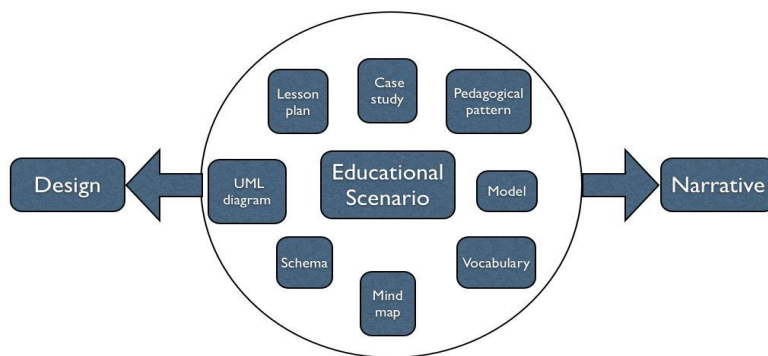 Lesson
plan
Case
study
Pedagogical
pattern
Design
UML
diagram
Educational
Scenario
Model
Narrative
Schema
Vocabulary
Mind
map